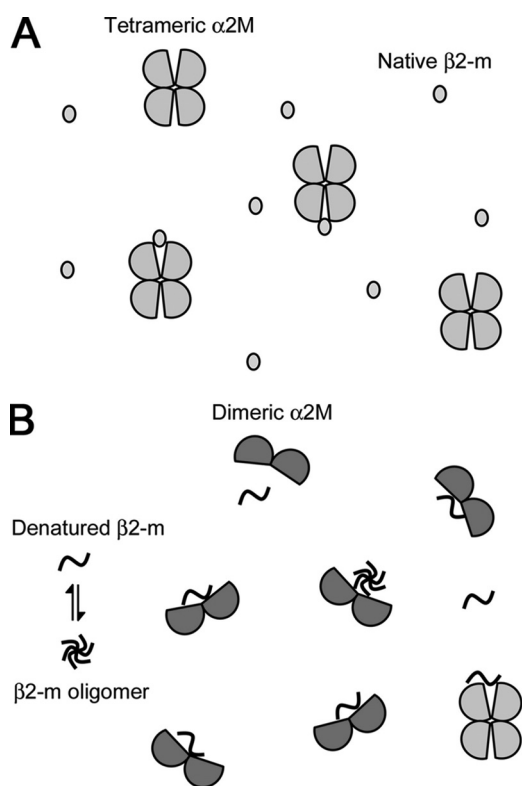 A
Tetrameric α2M
Native β2-m
B
Dimeric α2M
Denatured β2-m
β2-m oligomer